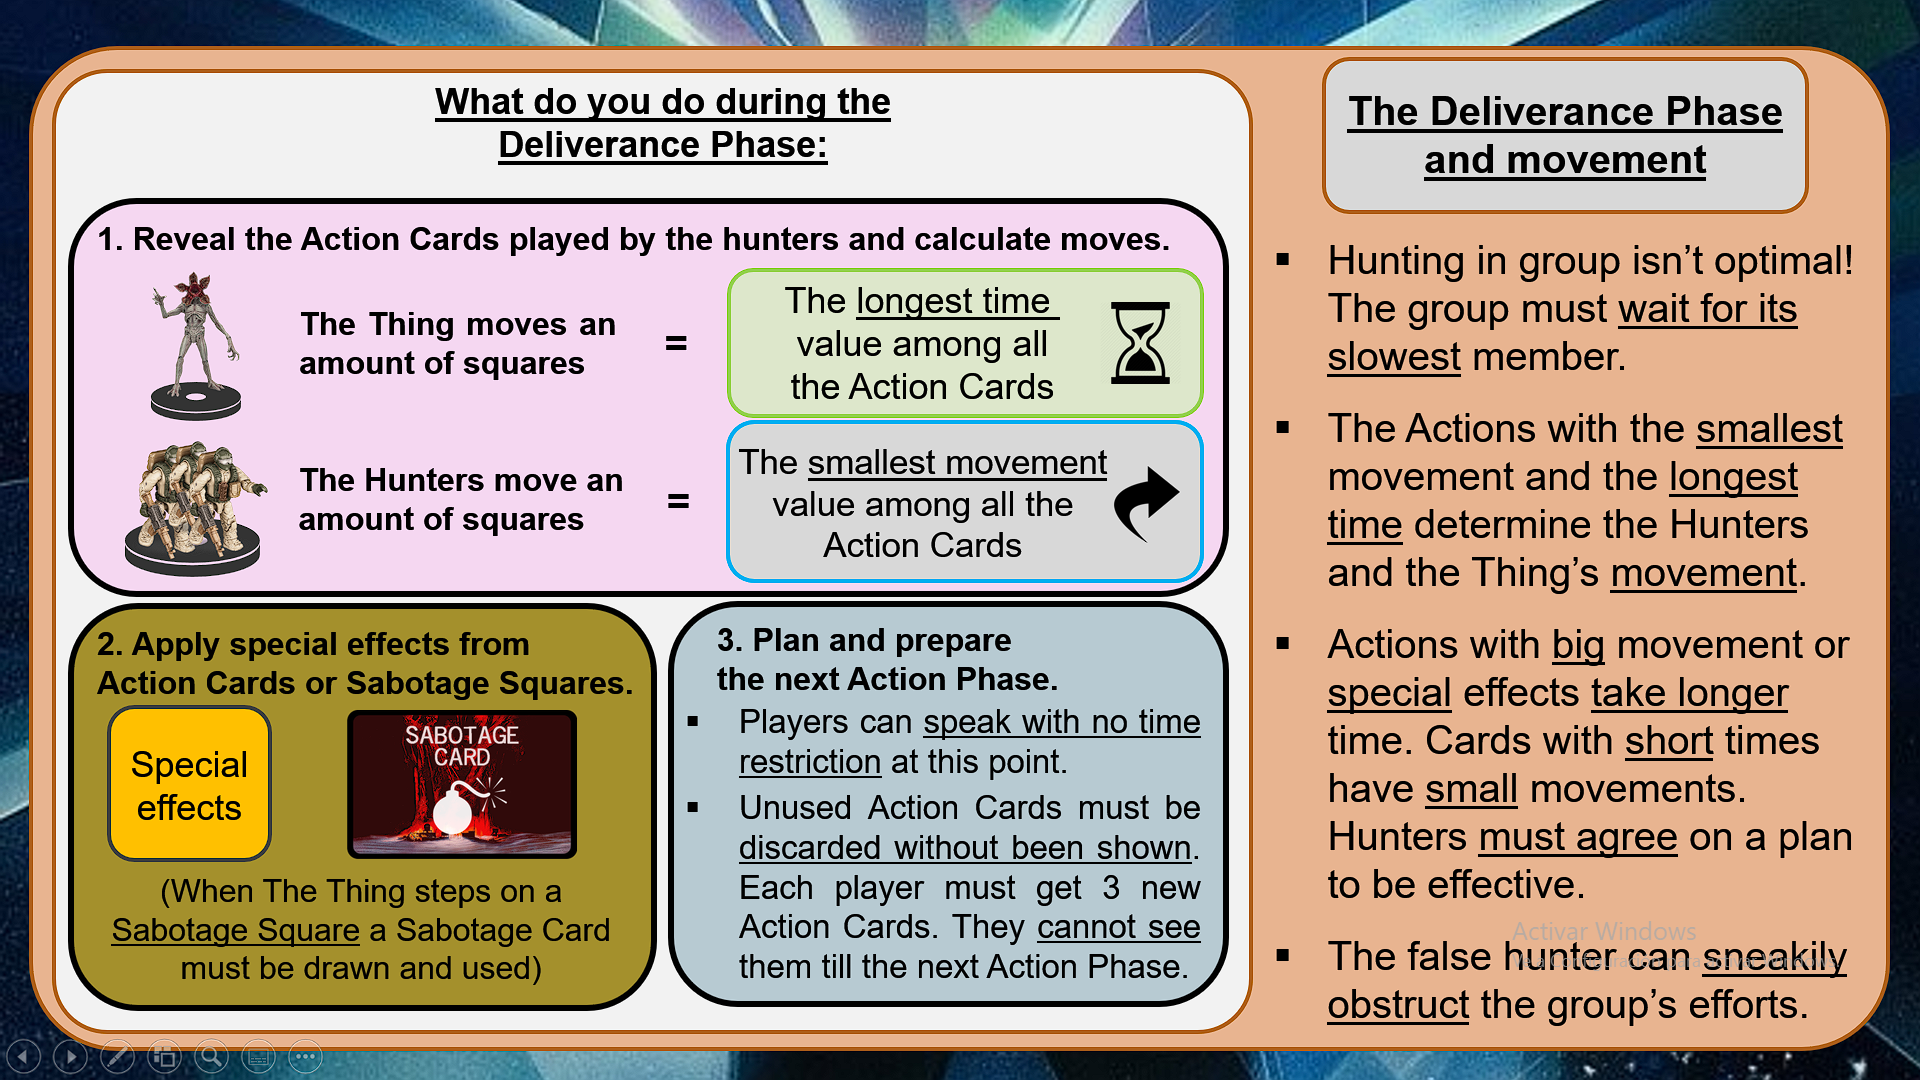 What do you do during the
Deliverance Phase:
1. Reveal the Action Cards played by the hunters and calculate moves.
The Thing moves an
amount of squares
=
The longest time
value among all
the Action Cards
The Hunters move an
amount of squares
=
The smallest movement
value among all the
Action Cards
2. Apply special effects from
Action Cards or Sabotage Squares.
Special
effects
SABOTAGE
CARD
(When The Thing steps on a
Sabotage Square a Sabotage Card
must be drawn and used)
3. Plan and prepare
the next Action Phase.
▪ Players can speak with no time
restriction at this point.
▪ Unused Action Cards must be
discarded without been shown.
Each player must get 3 new
Action Cards. They cannot see
them till the next Action Phase.
The Deliverance Phase
and movement
▪ Hunting in group isn’t optimal!
The group must wait for its
slowest member.
▪ The Actions with the smallest
movement and the longest
time determine the Hunters
and the Thing’s movement.
▪ Actions with big movement or
special effects take longer
time. Cards with short times
have small movements.
Hunters must agree on a plan
to be effective.
Activar Windows
▪ The false hunter can sneakily
obstruct the group’s efforts.